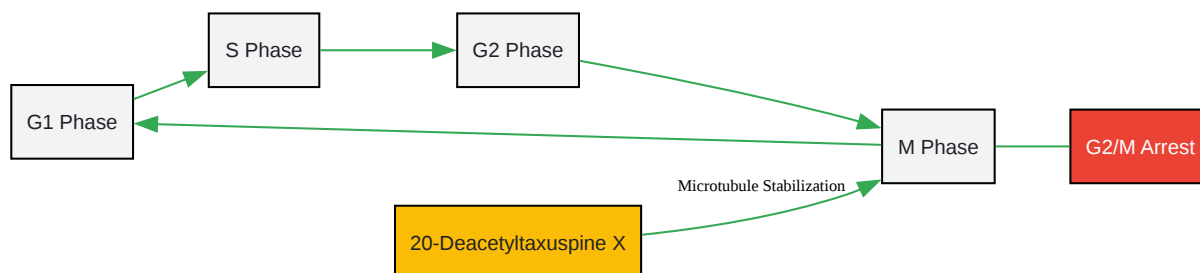 S Phase
G2 Phase
G1 Phase
M Phase
G2/M Arrest
Microtubule Stabilization
20-Deacetyltaxuspine X